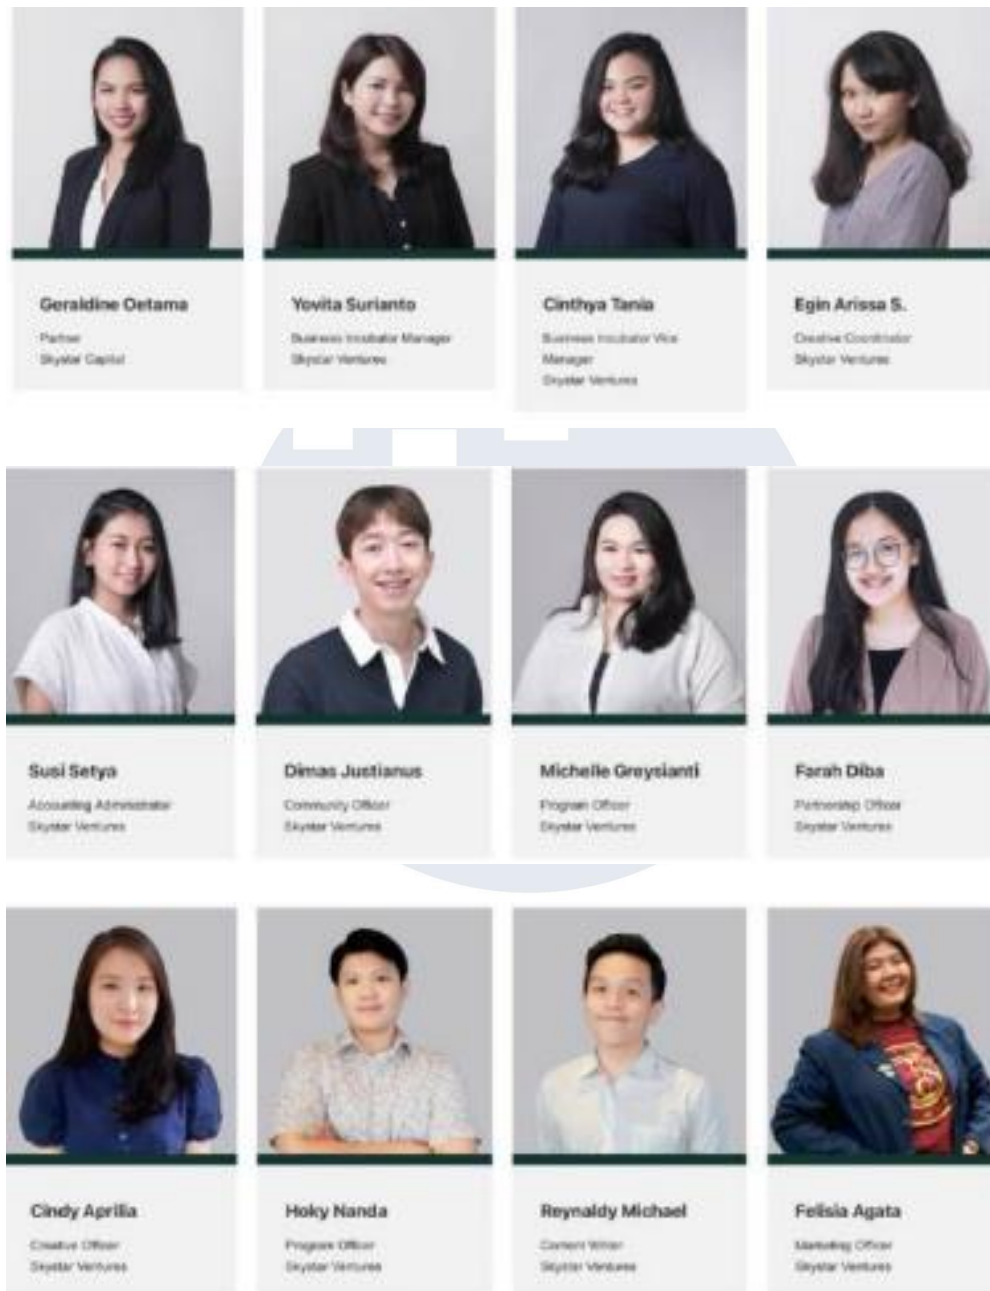 Geraldine Oetama
Partner
Skystar Capital
Yovita Surianto
Business Incubator Manager
Skystar Ventures
Cinthya Tania
Business Incubator Vice
Manager
Skystar Ventures
Egin Arissa S.
Creative Coordinator
Skystar Ventures
Susi Setya
Accounting Administrator
Skystar Ventures
Dimas Justianus
Community Officer
Skystar Ventures
Michelle Greysianti
Program Officer
Skystar Ventures
Farah Diba
Partnership Officer
Skystar Ventures
Cindy Aprilia
Creative Officer
Skystar Ventures
Hoky Nanda
Program Officer
Skystar Ventures
Reynaldy Michael
Content Writer
Skystar Ventures
Felisia Agata
Marketing Officer
Skystar Ventures